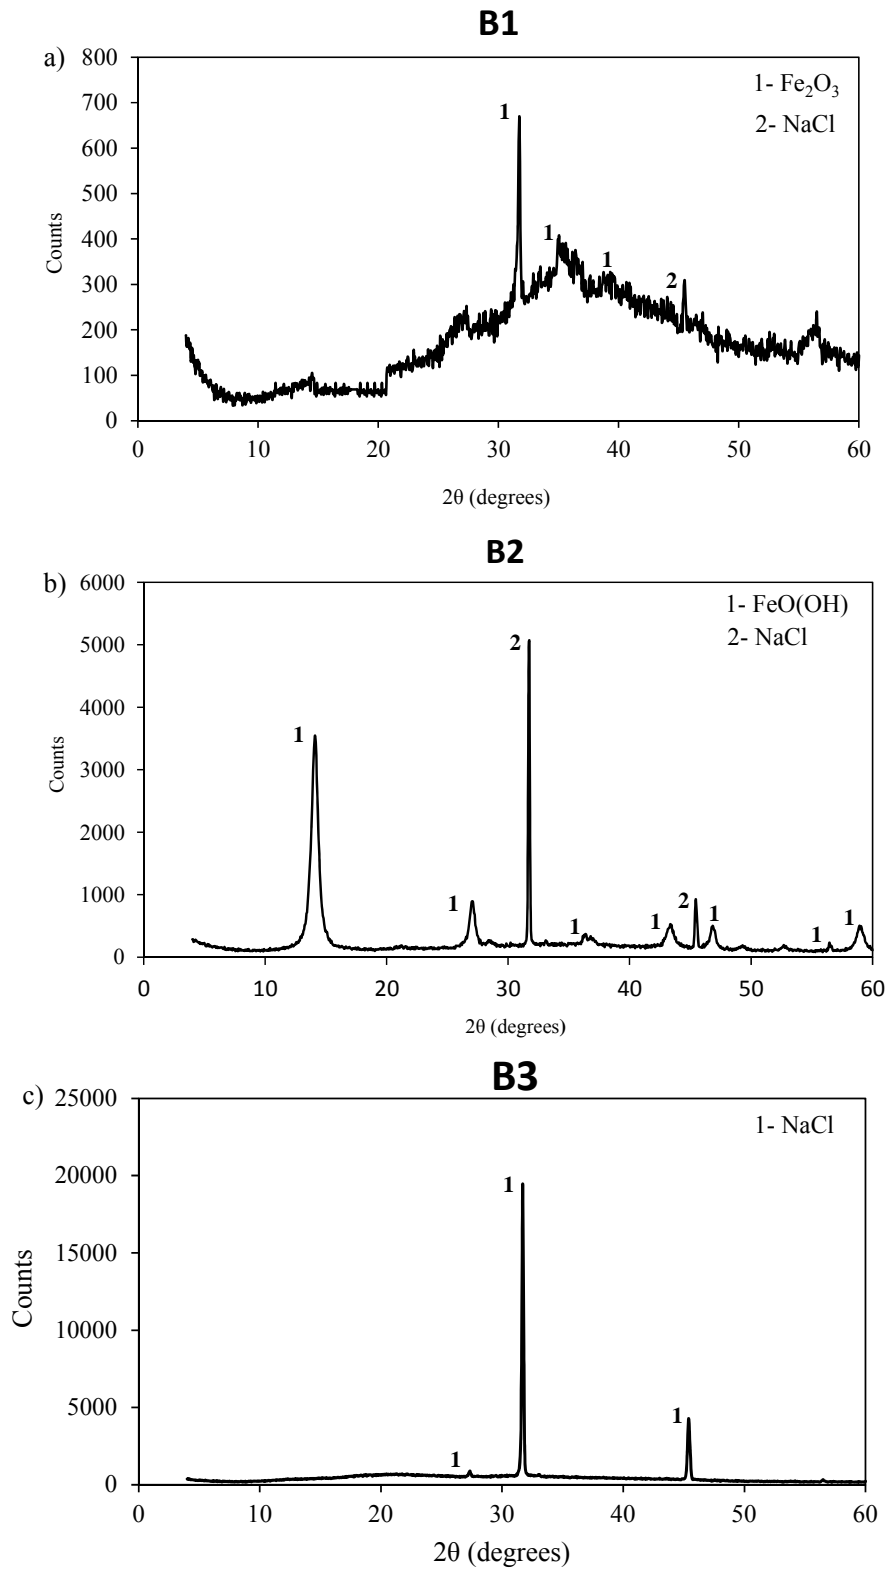 B1
a)
800
700
600
500
400
300
200
100
0
Counts
1- Fe₂O₃
2- NaCl
1
1
1
2
0 10 20 30 40 50 60
2θ (degrees)
B2
b)
6000
5000
4000
3000
2000
1000
0
Counts
1- FeO(OH)
2- NaCl
1
1
2
1
1
2
1
1
1
0 10 20 30 40 50 60
2θ (degrees)
B3
c)
25000
20000
15000
10000
5000
0
Counts
1- NaCl
1
1
1
0 10 20 30 40 50 60
2θ (degrees)